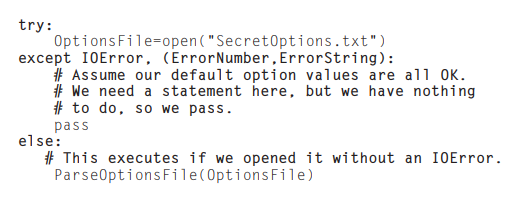 try:
    OptionsFile=open("SecretOptions.txt")
except IOError, (ErrorNumber,ErrorString):
    # Assume our default option values are all OK.
    # We need a statement here, but we have nothing
    # to do, so we pass.
    pass
else:
   # This executes if we opened it without an IOError.
    ParseOptionsFile(OptionsFile)